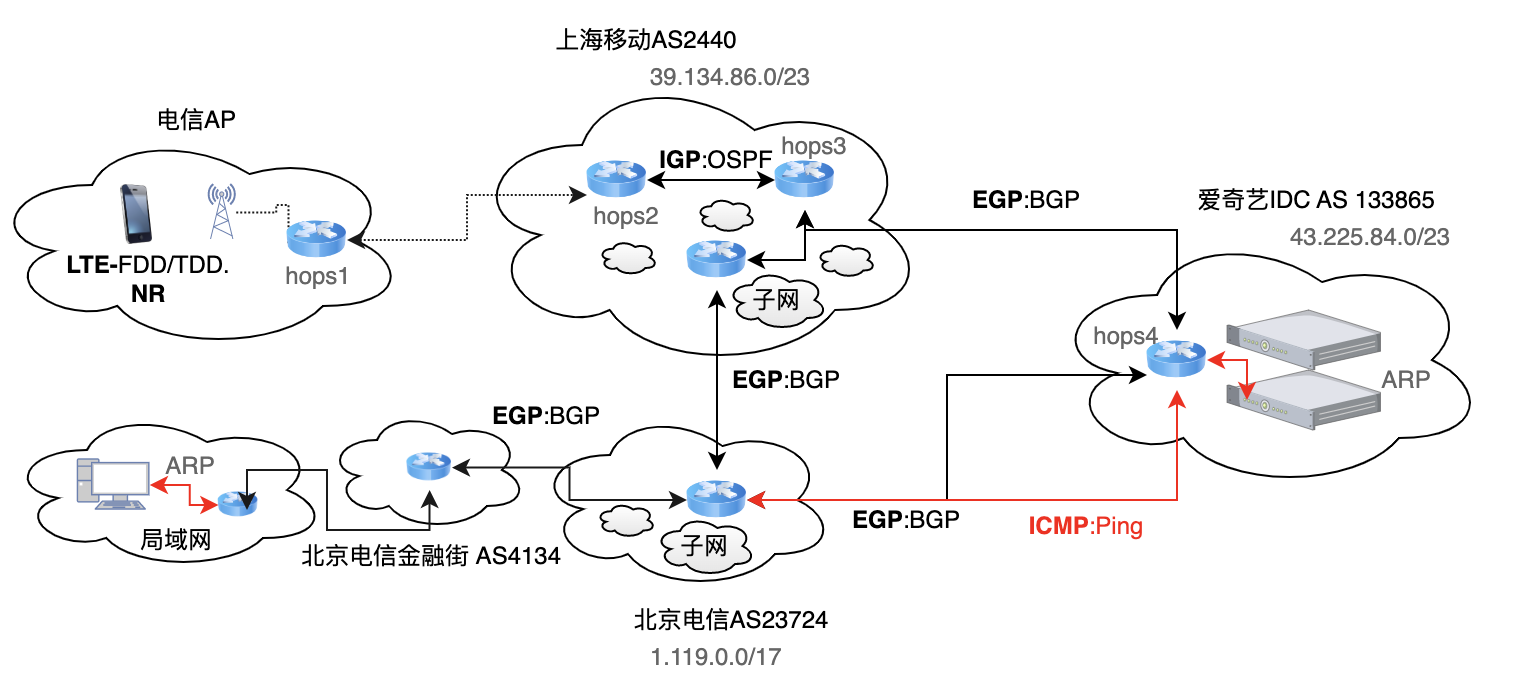 上海移动AS2440
39.134.86.0/23
电信AP
hops3
IGP:OSPF
hops2
EGP:BGP
爱奇艺IDC AS 133865
43.225.84.0/23
LTE-FDD/TDD.
NR
hops1
子网
hops4
ARP
EGP:BGP
EGP:BGP
ARP
局域网
北京电信金融街 AS4134
子网
EGP:BGP
ICMP:Ping
北京电信AS23724
1.119.0.0/17